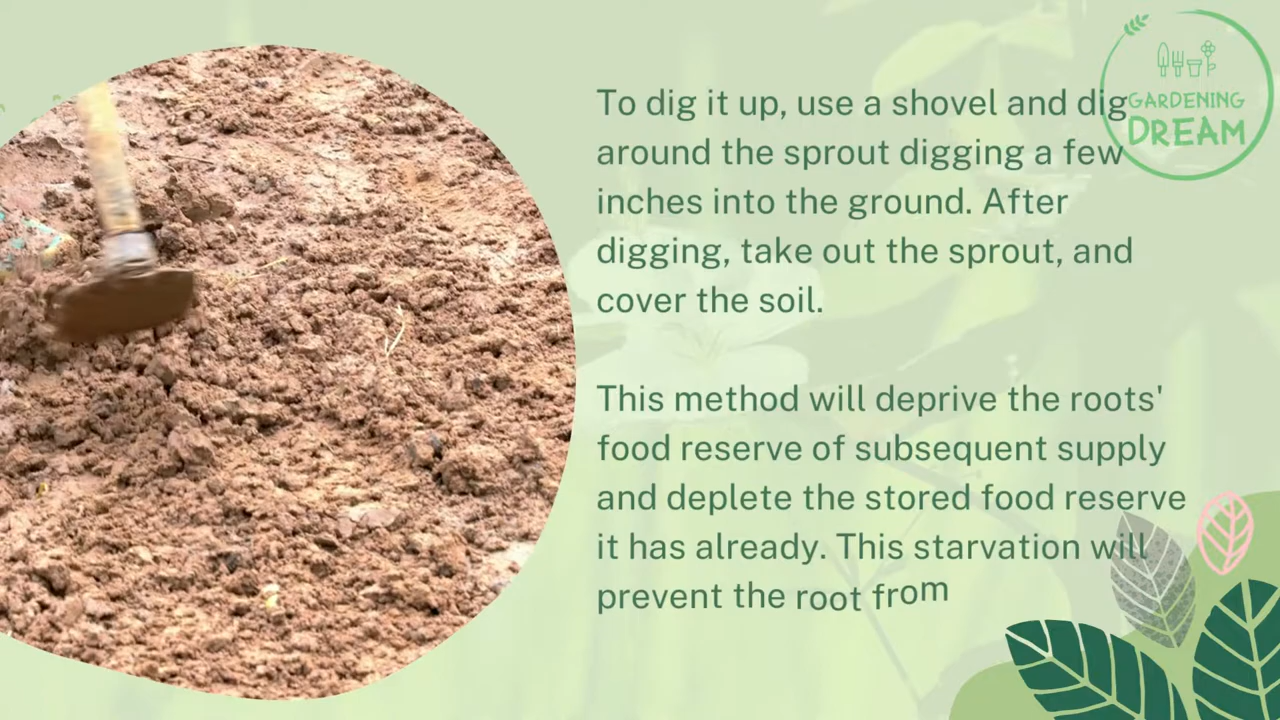 To dig it up, use a shovel and dig
around the sprout digging a few
inches into the ground. After
digging, take out the sprout, and
cover the soil.
This method will deprive the roots'
food reserve of subsequent supply
and deplete the stored food reserve
it has already. This starvation will
prevent the root from
GARDENING
DREAM